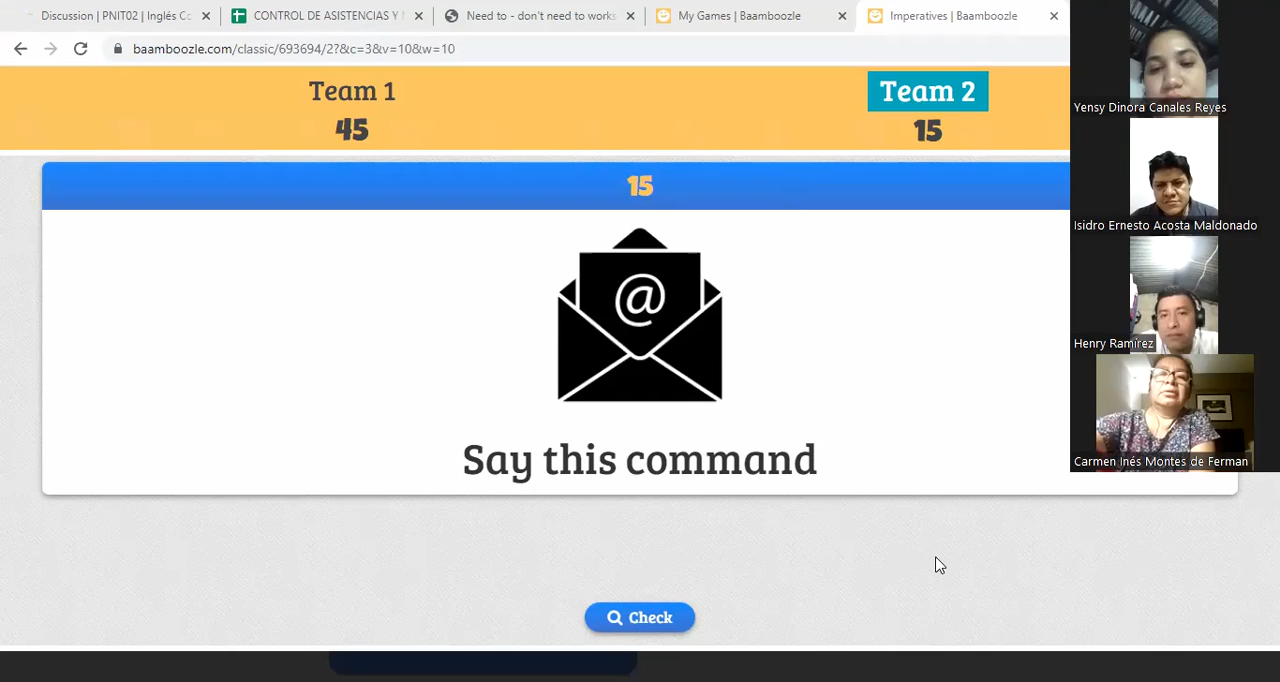 Discussion | PNIT02 | Inglés Co
CONTROL DE ASISTENCIAS Y
Need to - don't need to works
My Games | Baamboozle
Imperatives | Baamboozle
baamboozle.com/classic/693694/2?&c=3&v=10&w=10
Team 1
45
Team 2
15
15
@
Say this command
Check
Yensy Dinora Canales Reyes
Isidro Ernesto Acosta Maldonado
Henry Ramírez
Carmen Inés Montes de Ferman